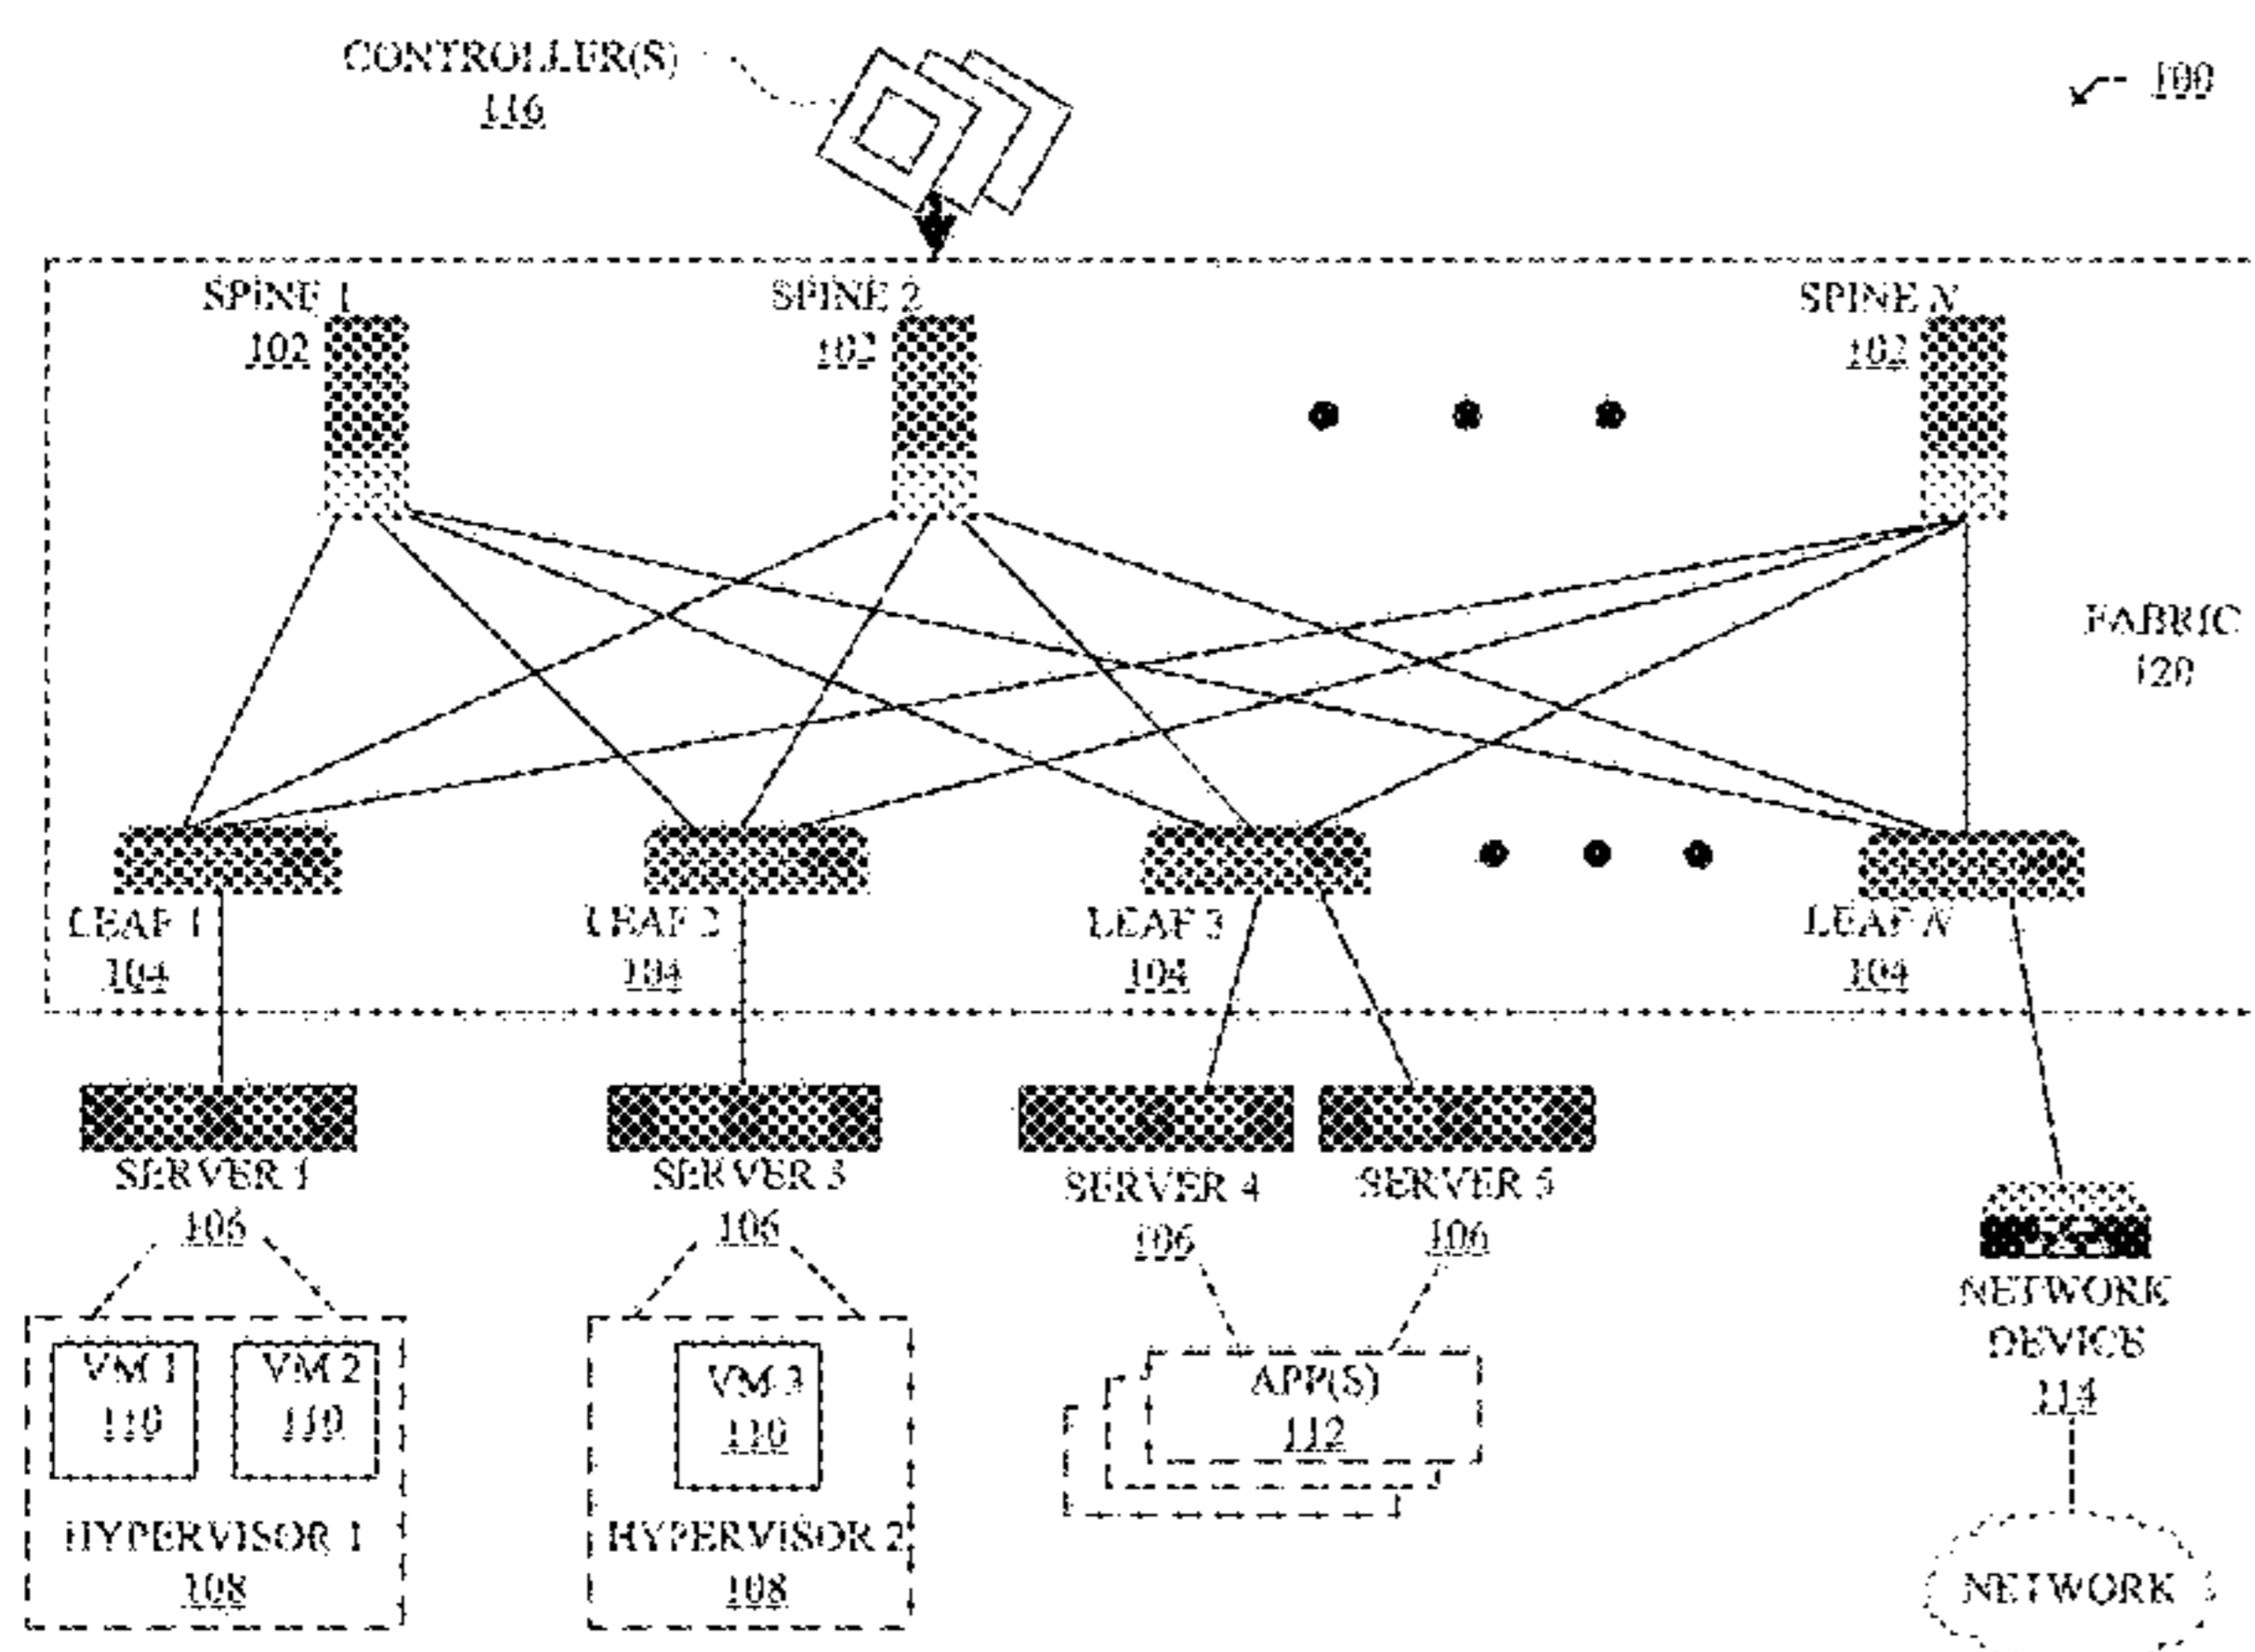 CONTROLLER(S)
116
100
SPINE 1
102
SPINE 2
102
SPINE N
102
FABRIC
120
LEAF 1
104
LEAF 2
104
LEAF 3
104
LEAF N
104
SERVER 1
106
SERVER 3
106
SERVER 4
106
SERVER 5
106
NETWORK
DEVICE
114
VM 1
110
VM 2
110
HYPERVISOR 1
108
VM 3
110
HYPERVISOR 2
108
APP(S)
112
NETWORK